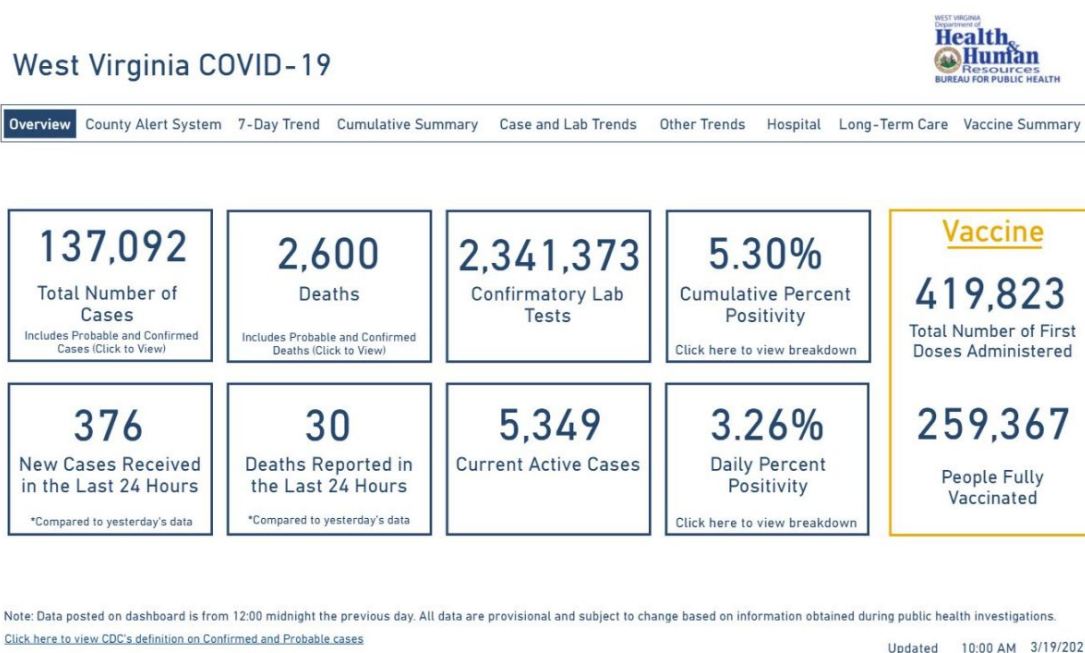 WEST VIRGINIA
Department of
Health &
Human
Resources
BUREAU FOR PUBLIC HEALTH
West Virginia COVID-19
Overview County Alert System 7-Day Trend Cumulative Summary Case and Lab Trends Other Trends Hospital Long-Term Care Vaccine Summary
137,092
Total Number of
Cases
Includes Probable and Confirmed
Cases (Click to View)
2,600
Deaths
Includes Probable and Confirmed
Deaths (Click to View)
2,341,373
Confirmatory Lab
Tests
5.30%
Cumulative Percent
Positivity
Click here to view breakdown
Vaccine
419,823
Total Number of First
Doses Administered
259,367
People Fully
Vaccinated
376
New Cases Received
in the Last 24 Hours
*Compared to yesterday's data
30
Deaths Reported in
the Last 24 Hours
*Compared to yesterday's data
5,349
Current Active Cases
3.26%
Daily Percent
Positivity
Click here to view breakdown
Note: Data posted on dashboard is from 12:00 midnight the previous day. All data are provisional and subject to change based on information obtained during public health investigations.
Click here to view CDC's definition on Confirmed and Probable cases
Updated 10:00 AM 3/19/202